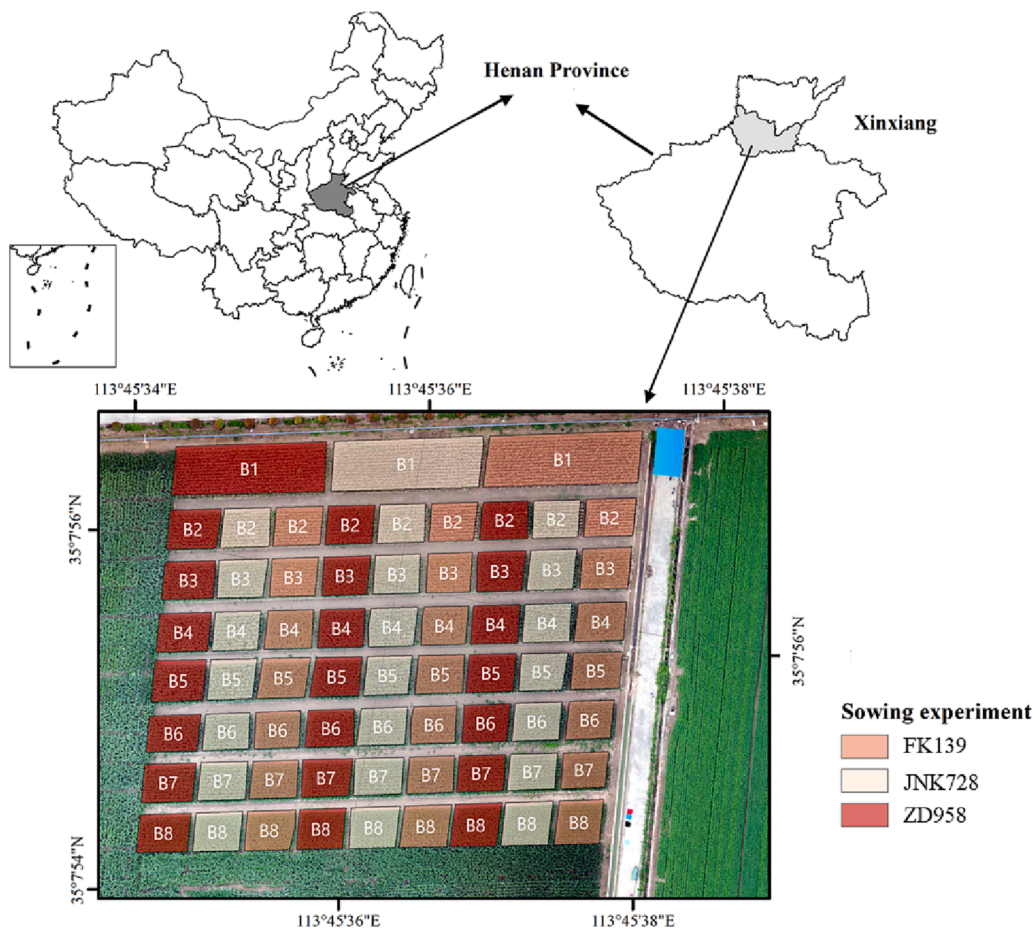 Henan Province
Xinxiang
113°45'34"E 113°45'36"E 113°45'38"E
B1 B1 B1
35°7'56"N
B2 B2 B2 B2 B2 B2 B2 B2 B2
B3 B3 B3 B3 B3 B3 B3 B3 B3
B4 B4 B4 B4 B4 B4 B4 B4 B4
35°7'56"N
B5 B5 B5 B5 B5 B5 B5 B5 B5
B6 B6 B6 B6 B6 B6 B6 B6 B6
B7 B7 B7 B7 B7 B7 B7 B7 B7
B8 B8 B8 B8 B8 B8 B8 B8 B8
35°7'54"N
113°45'36"E 113°45'38"E
Sowing experiment
FK139
JNK728
ZD958